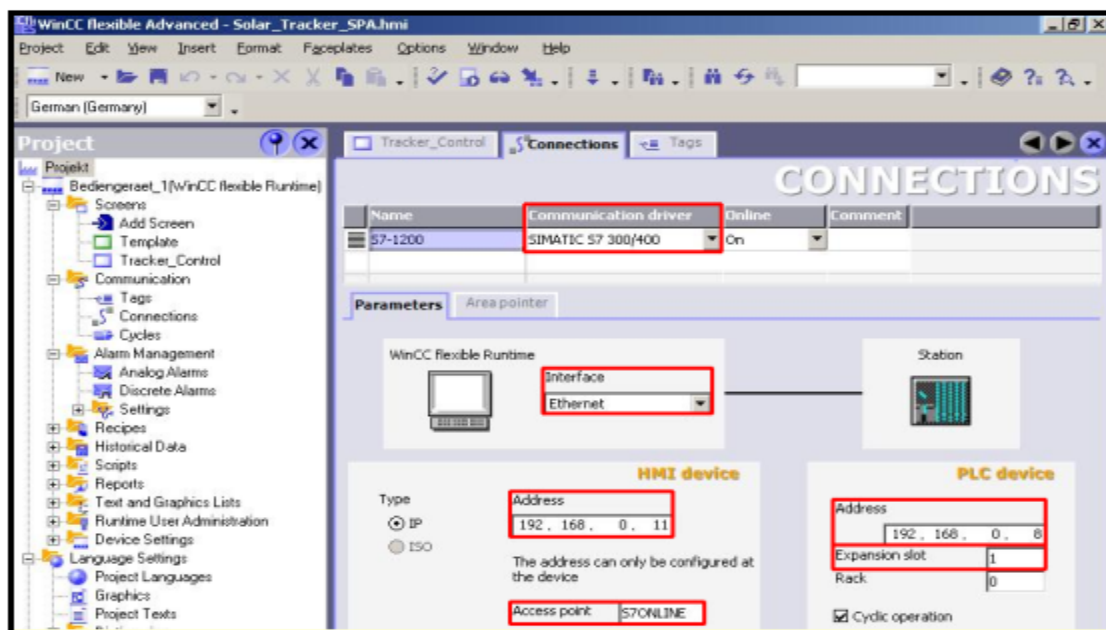 WinCC flexible Advanced - Solar_Tracker_SPA.hmi
Project Edit View Insert Format Faceplates Options Window Help
New
German (Germany)
Project
Projekt
Bediengeraet_1(WinCC flexible Runtime)
Screens
Add Screen
Template
Tracker_Control
Communication
Tags
Connections
Cycles
Alarm Management
Analog Alarms
Discrete Alarms
Settings
Recipes
Historical Data
Scripts
Reports
Text and Graphics Lists
Runtime User Administration
Device Settings
Language Settings
Project Languages
Graphics
Project Texts
Tracker_Control Connections Tags
CONNECTIONS
Name Communication driver Online Comment
S7-1200 SIMATIC S7 300/400 On
Parameters Area pointer
WinCC flexible Runtime
Interface
Ethernet
Station
HMI device
Type
IP
ISO
Address
192 . 168 . 0 . 11
The address can only be configured at
the device
Access point S7ONLINE
PLC device
Address
192 . 168 . 0 . 8
Expansion slot 1
Rack 0
Cyclic operation